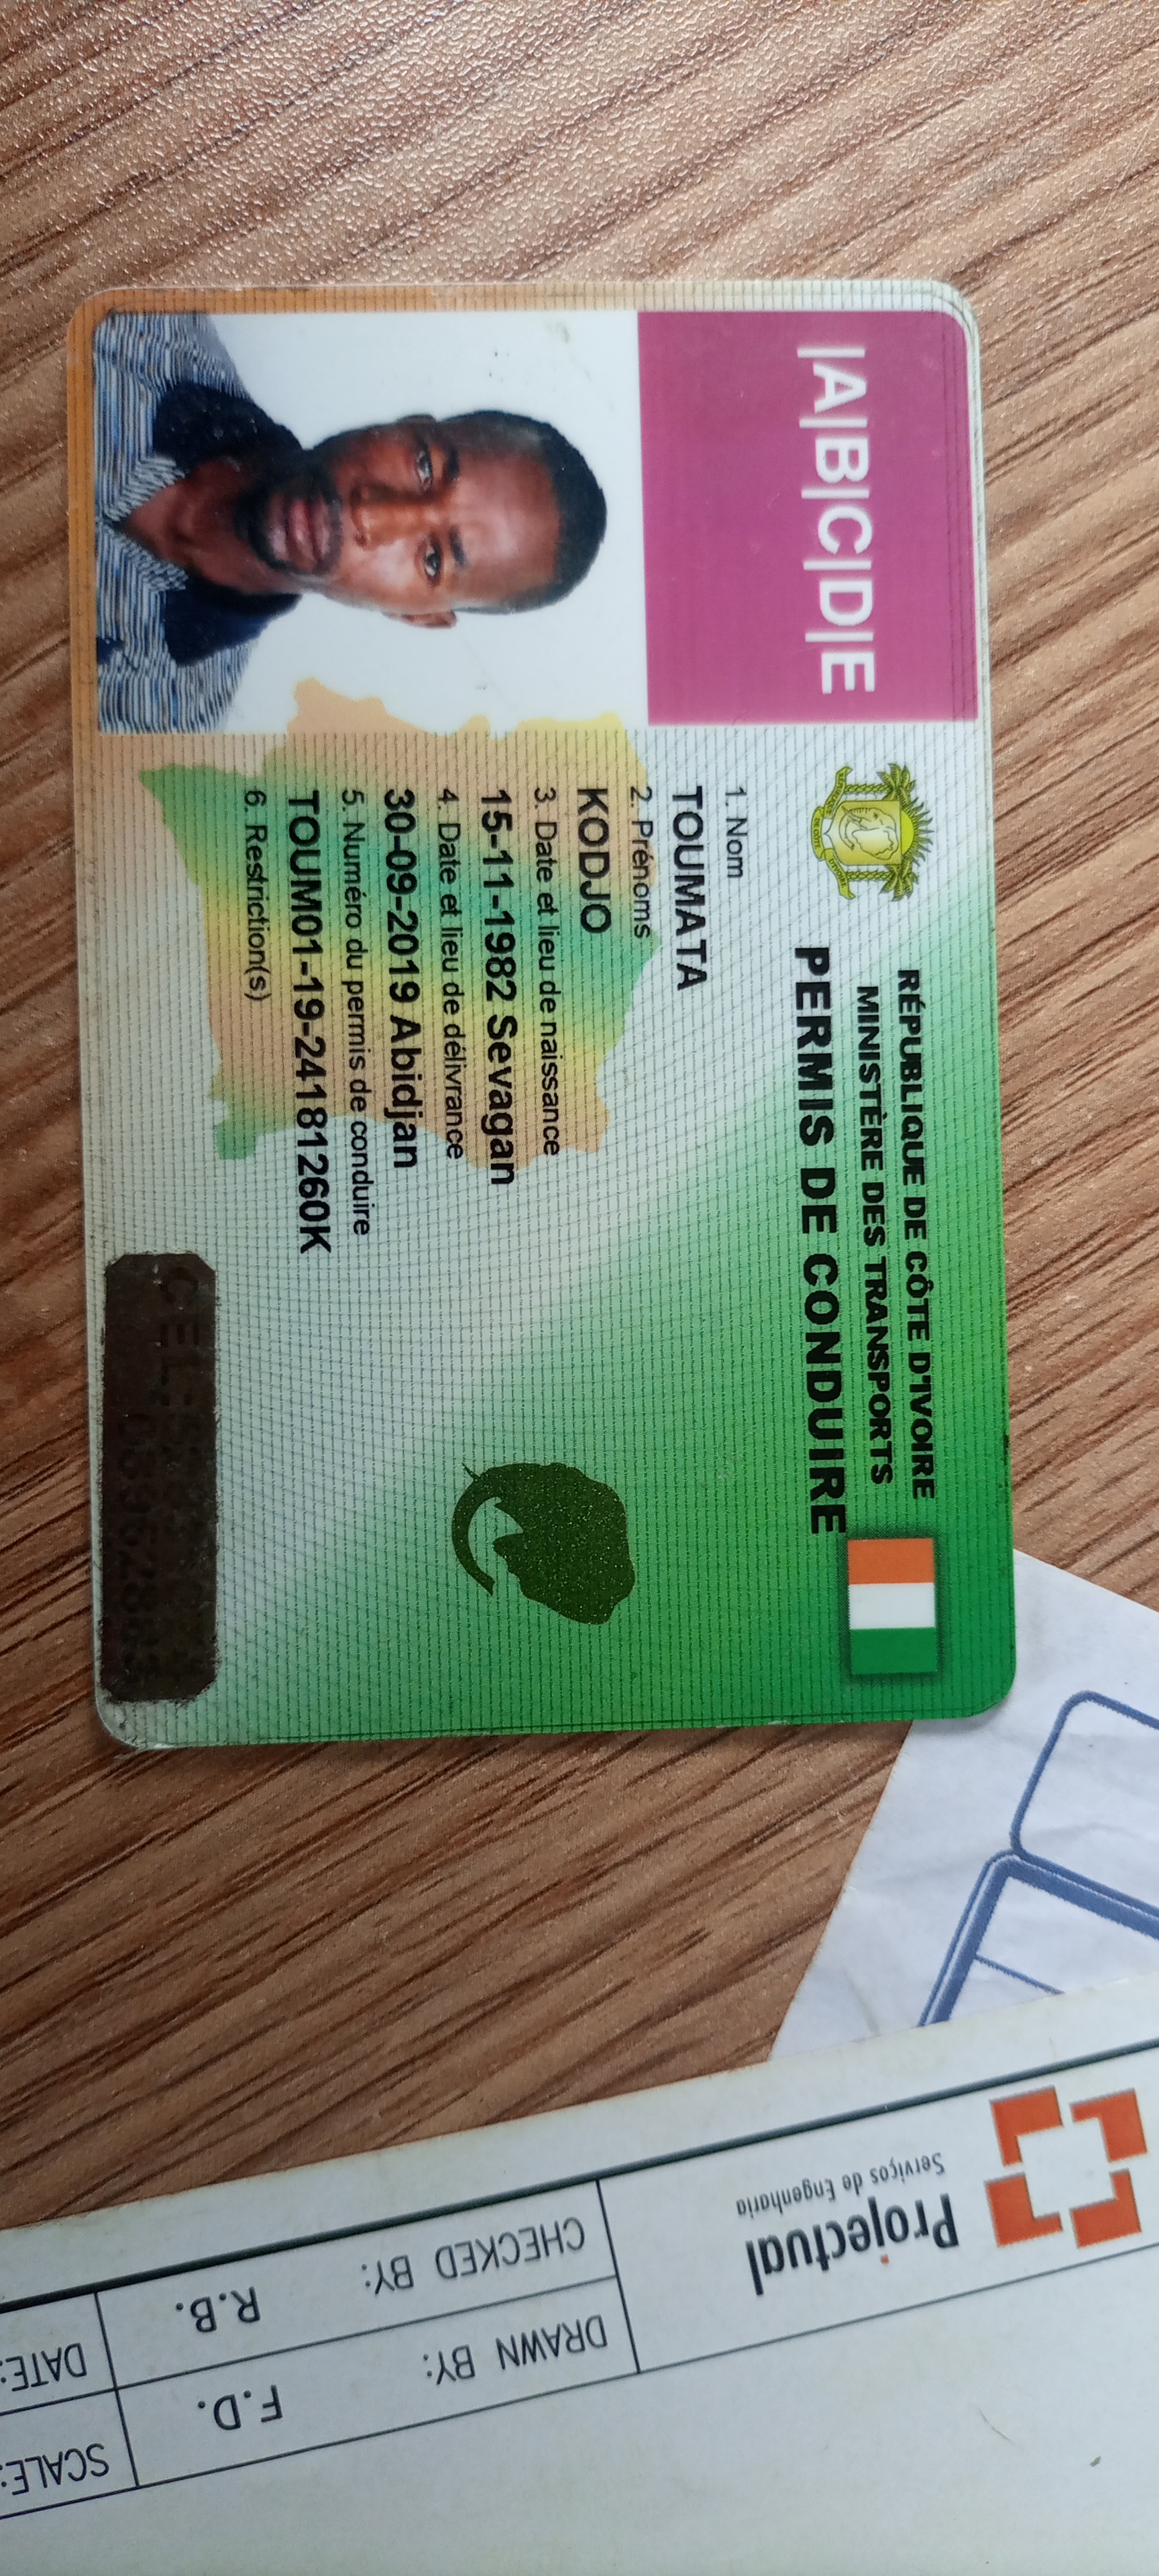 |A|B|C|D|E
RÉPUBLIQUE DE CÔTE D'IVOIRE
MINISTÈRE DES TRANSPORTS
PERMIS DE CONDUIRE
1. Nom
TOUMATA
2. Prénoms
KODJO
3. Date et lieu de naissance
15-11-1982 Sevagan
4. Date et lieu de délivrance
30-09-2019 Abidjan
5. Numéro du permis de conduire
TOUM01-19-24181260K
6. Restriction(s)
Projectual
Serviços de Engenharia
CHECKED BY: R.B.
DRAWN BY: F.D.
DATE:
SCALE: